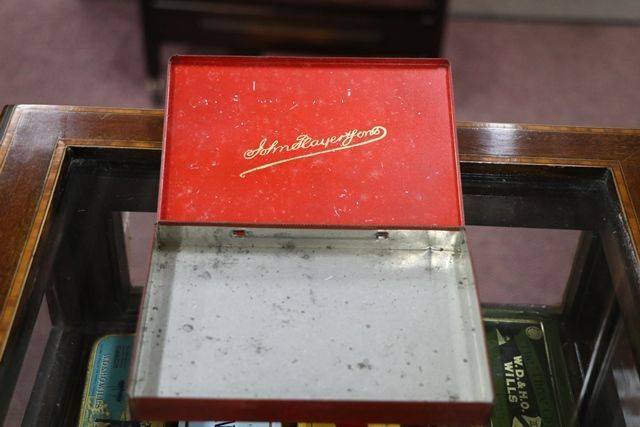 John Player & Sons
W.D.& H.O.
WILLS